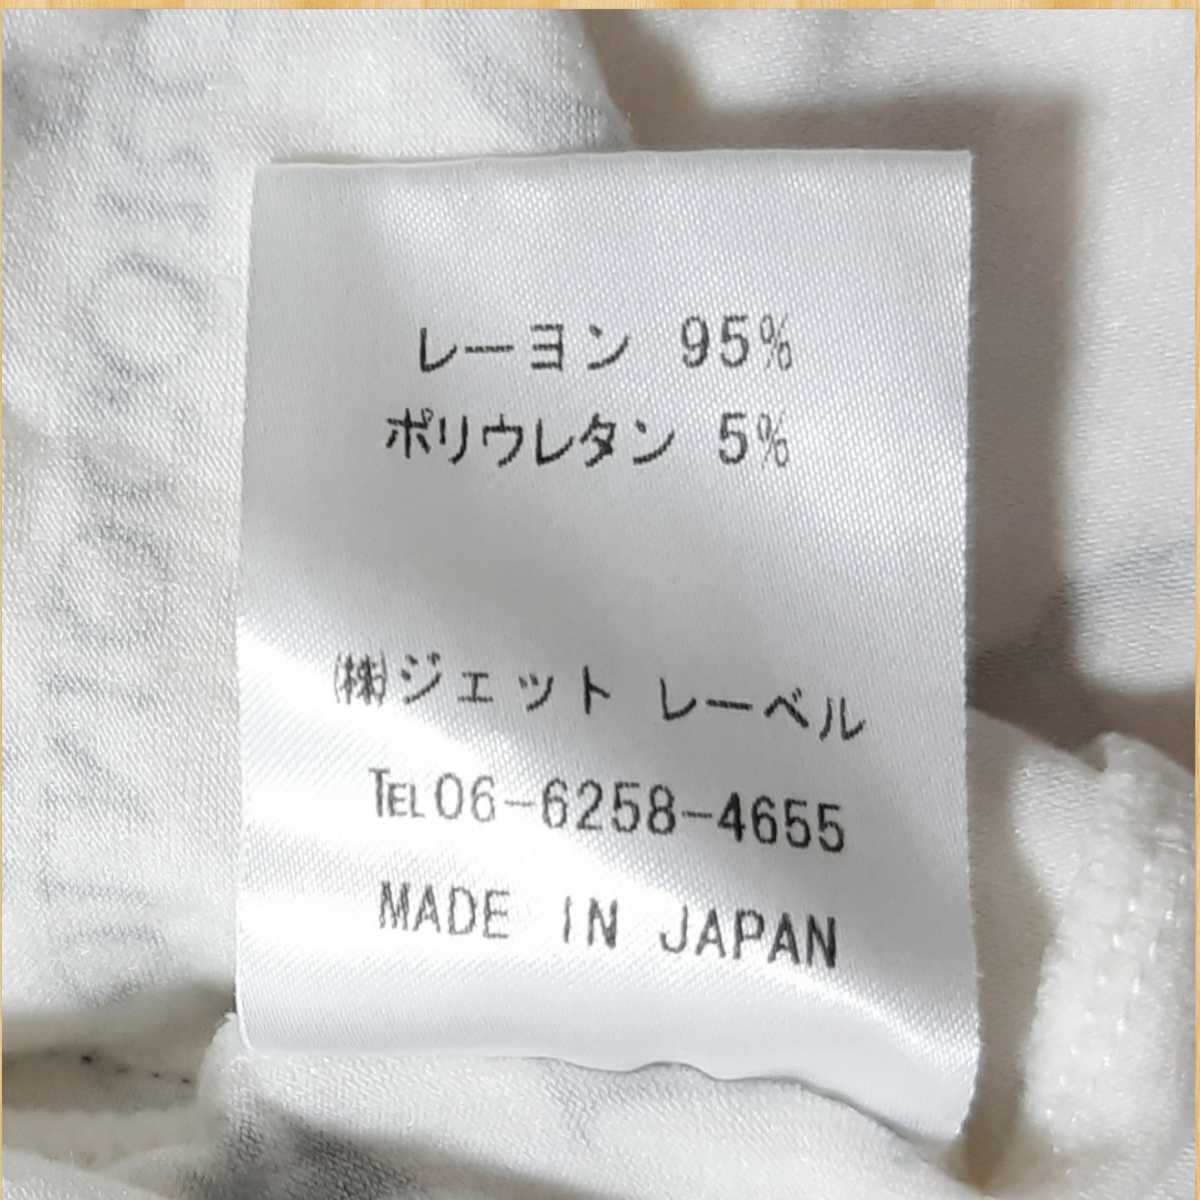 レーヨン 95%
ポリウレタン 5%
㈱ジェット レーベル
TEL06-6258-4655
MADE IN JAPAN